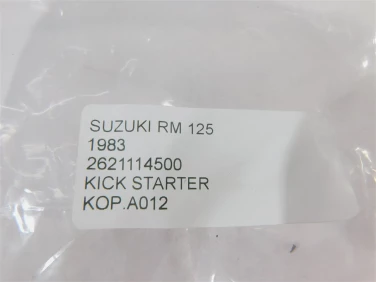 SUZUKI RM 125
1983
2621114500
KICK STARTER
KOP.A012